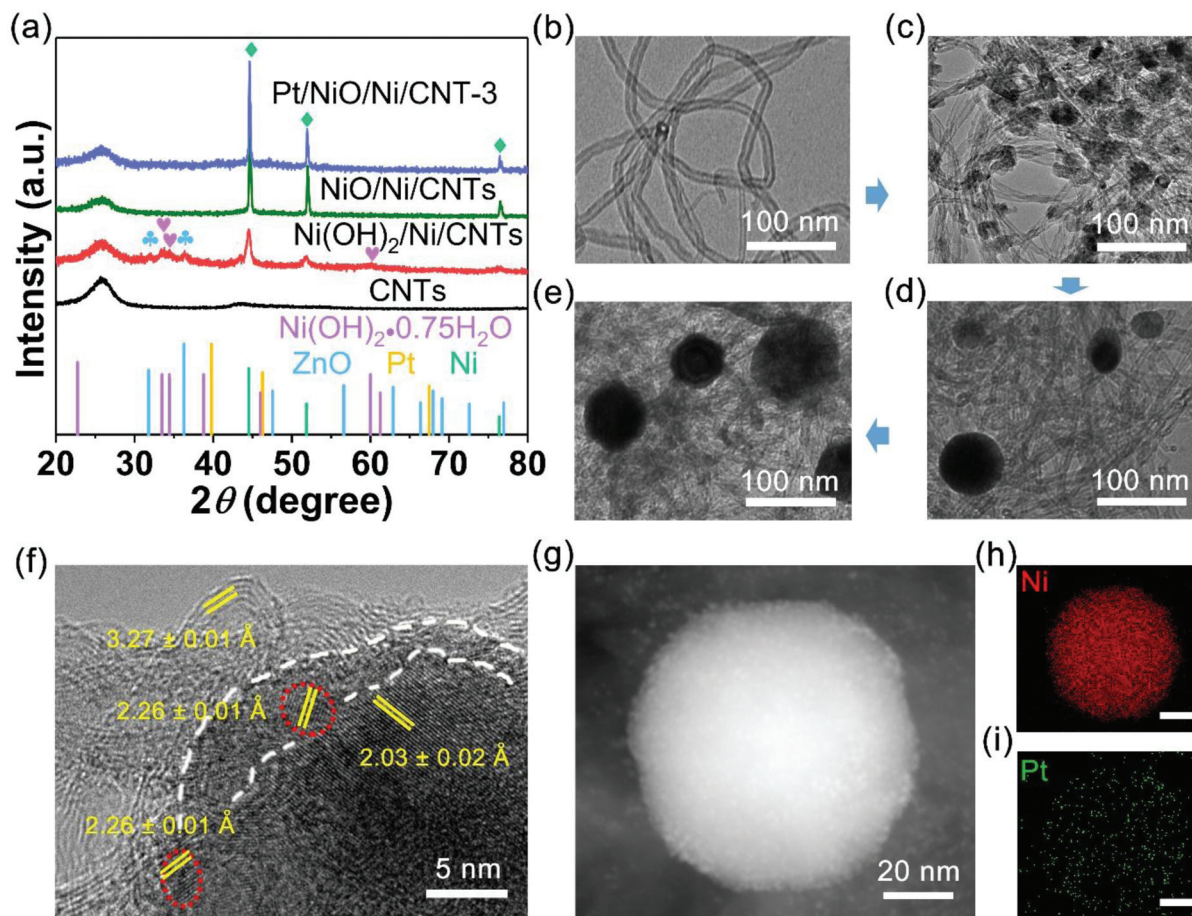 (a)
Intensity (a.u.)
Pt/NiO/Ni/CNT-3
NiO/Ni/CNTs
Ni(OH)₂/Ni/CNTs
CNTs
Ni(OH)₂•0.75H₂O
ZnO Pt Ni
20 30 40 50 60 70 80
2θ (degree)
(b)
100 nm
(c)
100 nm
(e)
100 nm
(d)
100 nm
(f)
3.27 ± 0.01 Å
2.26 ± 0.01 Å
2.03 ± 0.02 Å
2.26 ± 0.01 Å
5 nm
(g)
20 nm
(h)
Ni
(i)
Pt